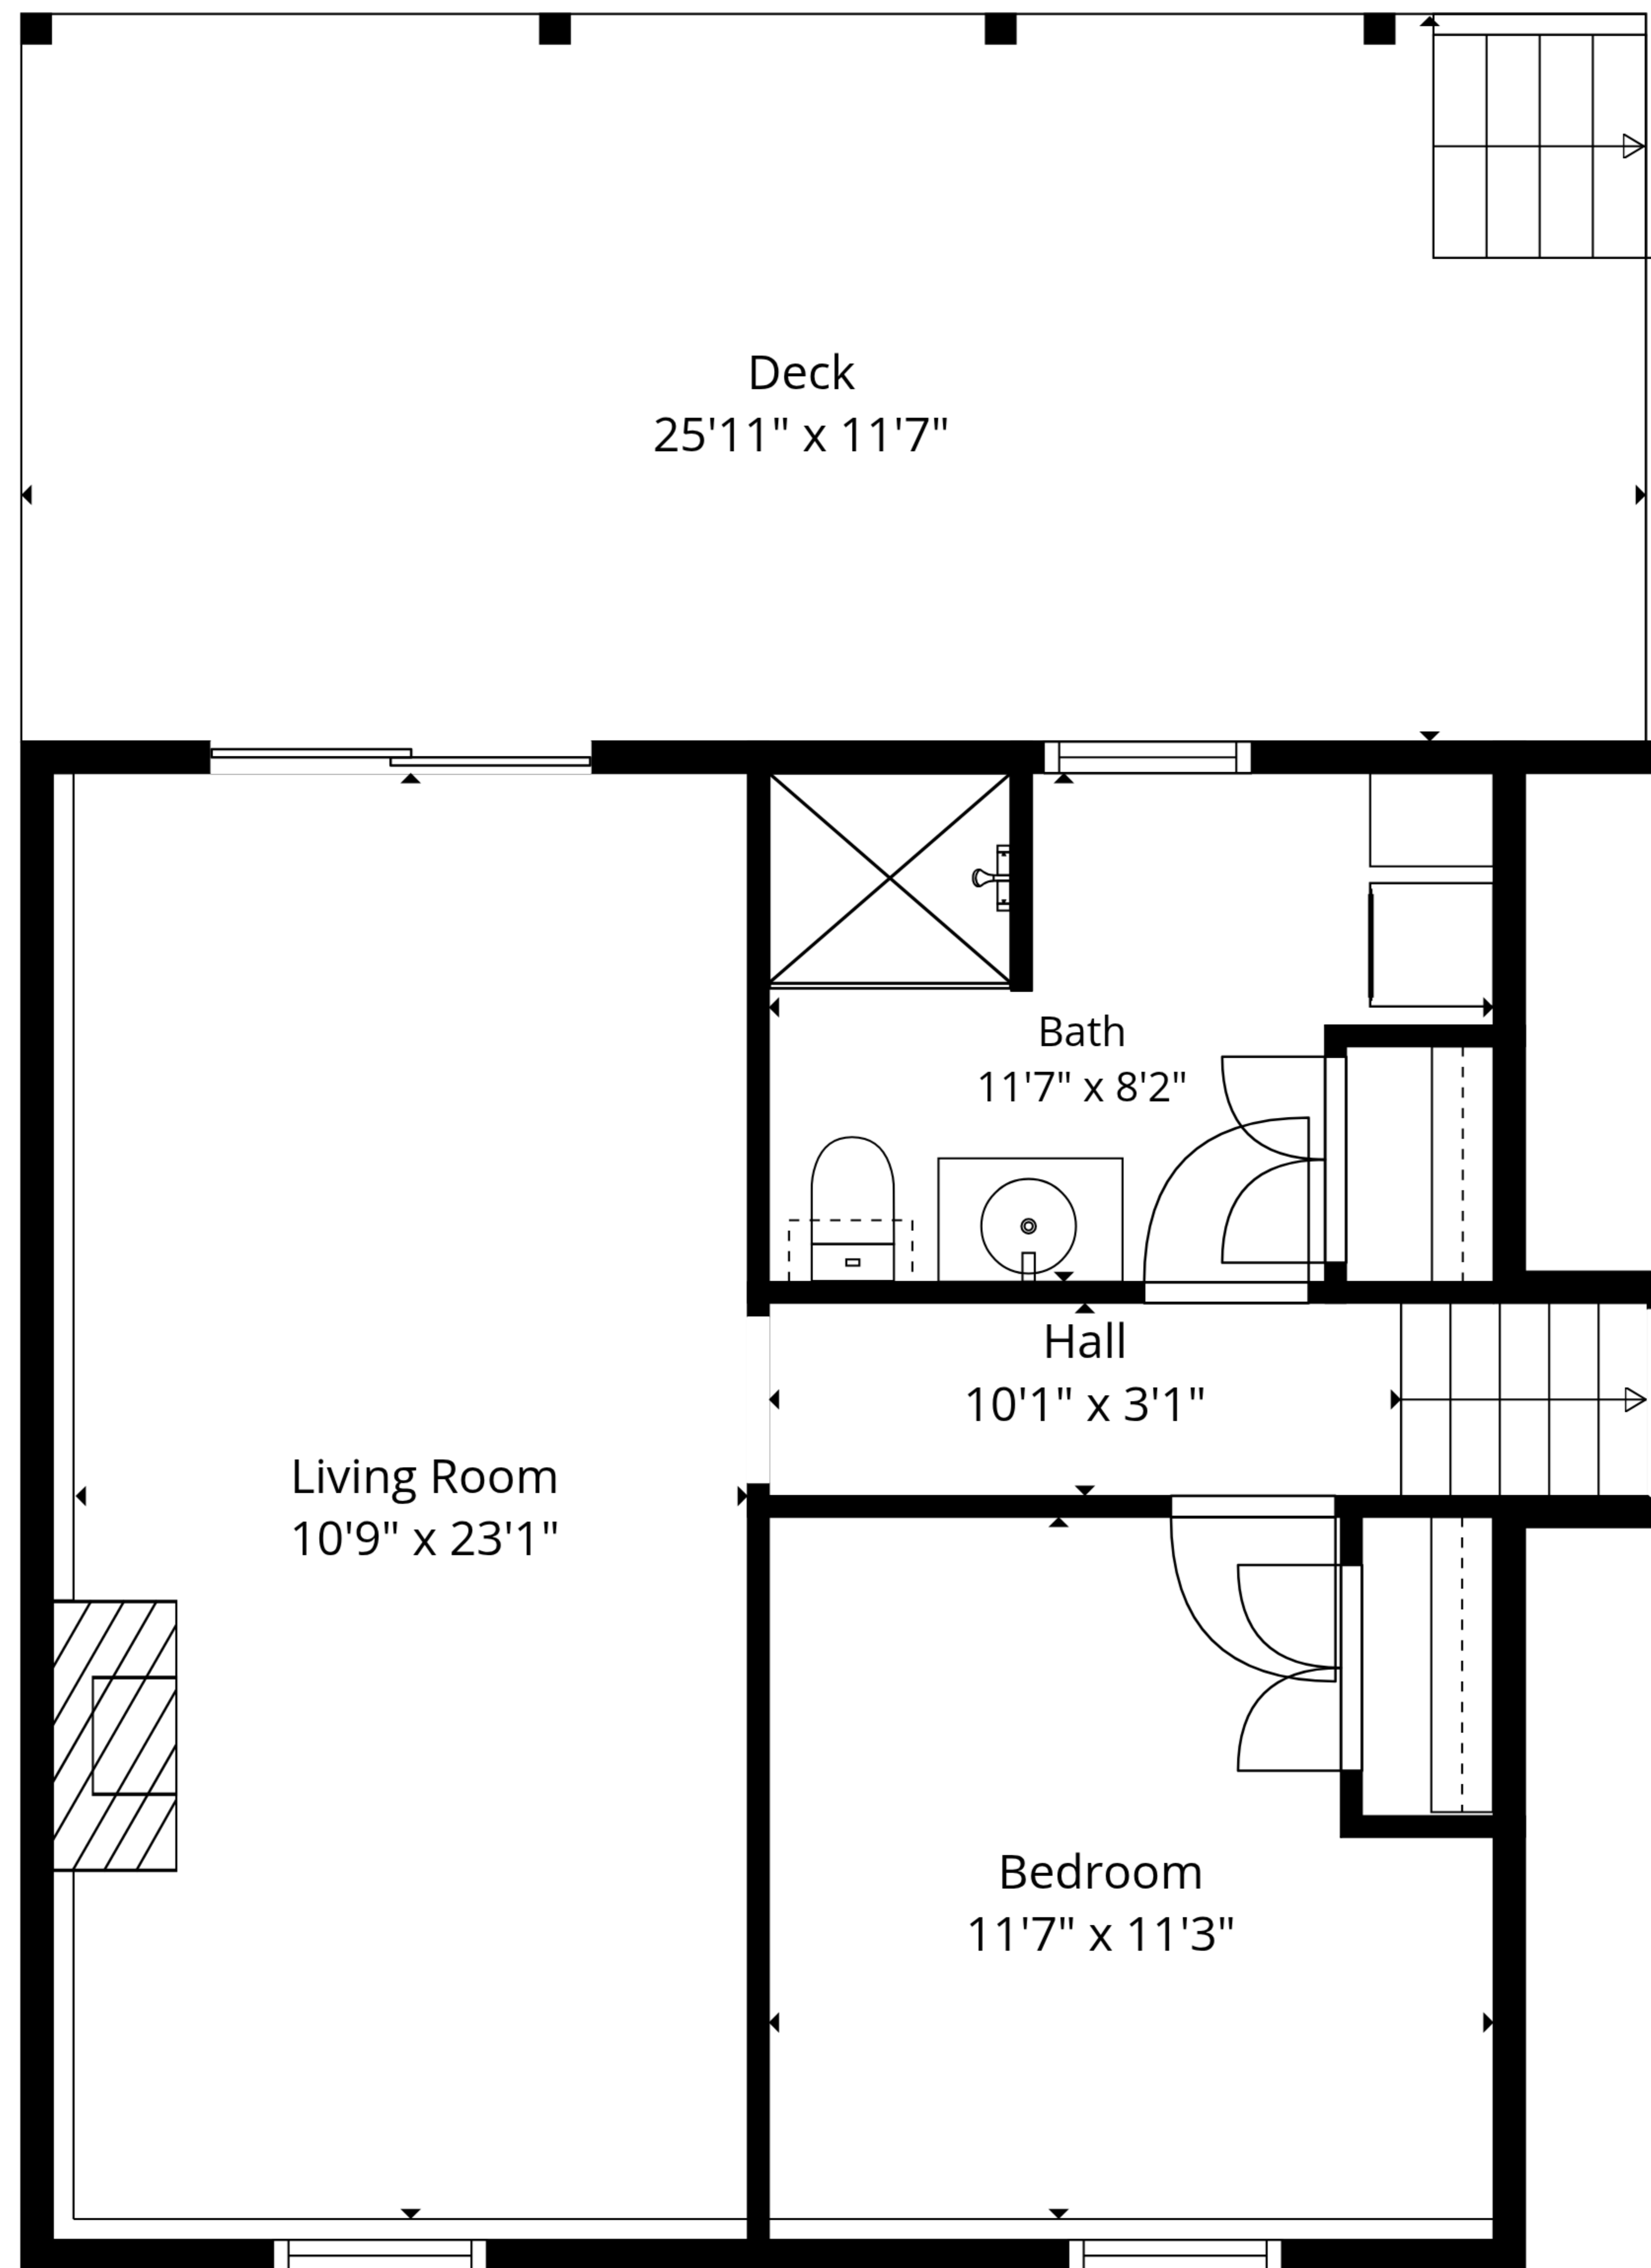 Deck
25'11" x 11'7"
Bath
11'7" x 8'2"
Hall
10'1" x 3'1"
Living Room
10'9" x 23'1"
Bedroom
11'7" x 11'3"